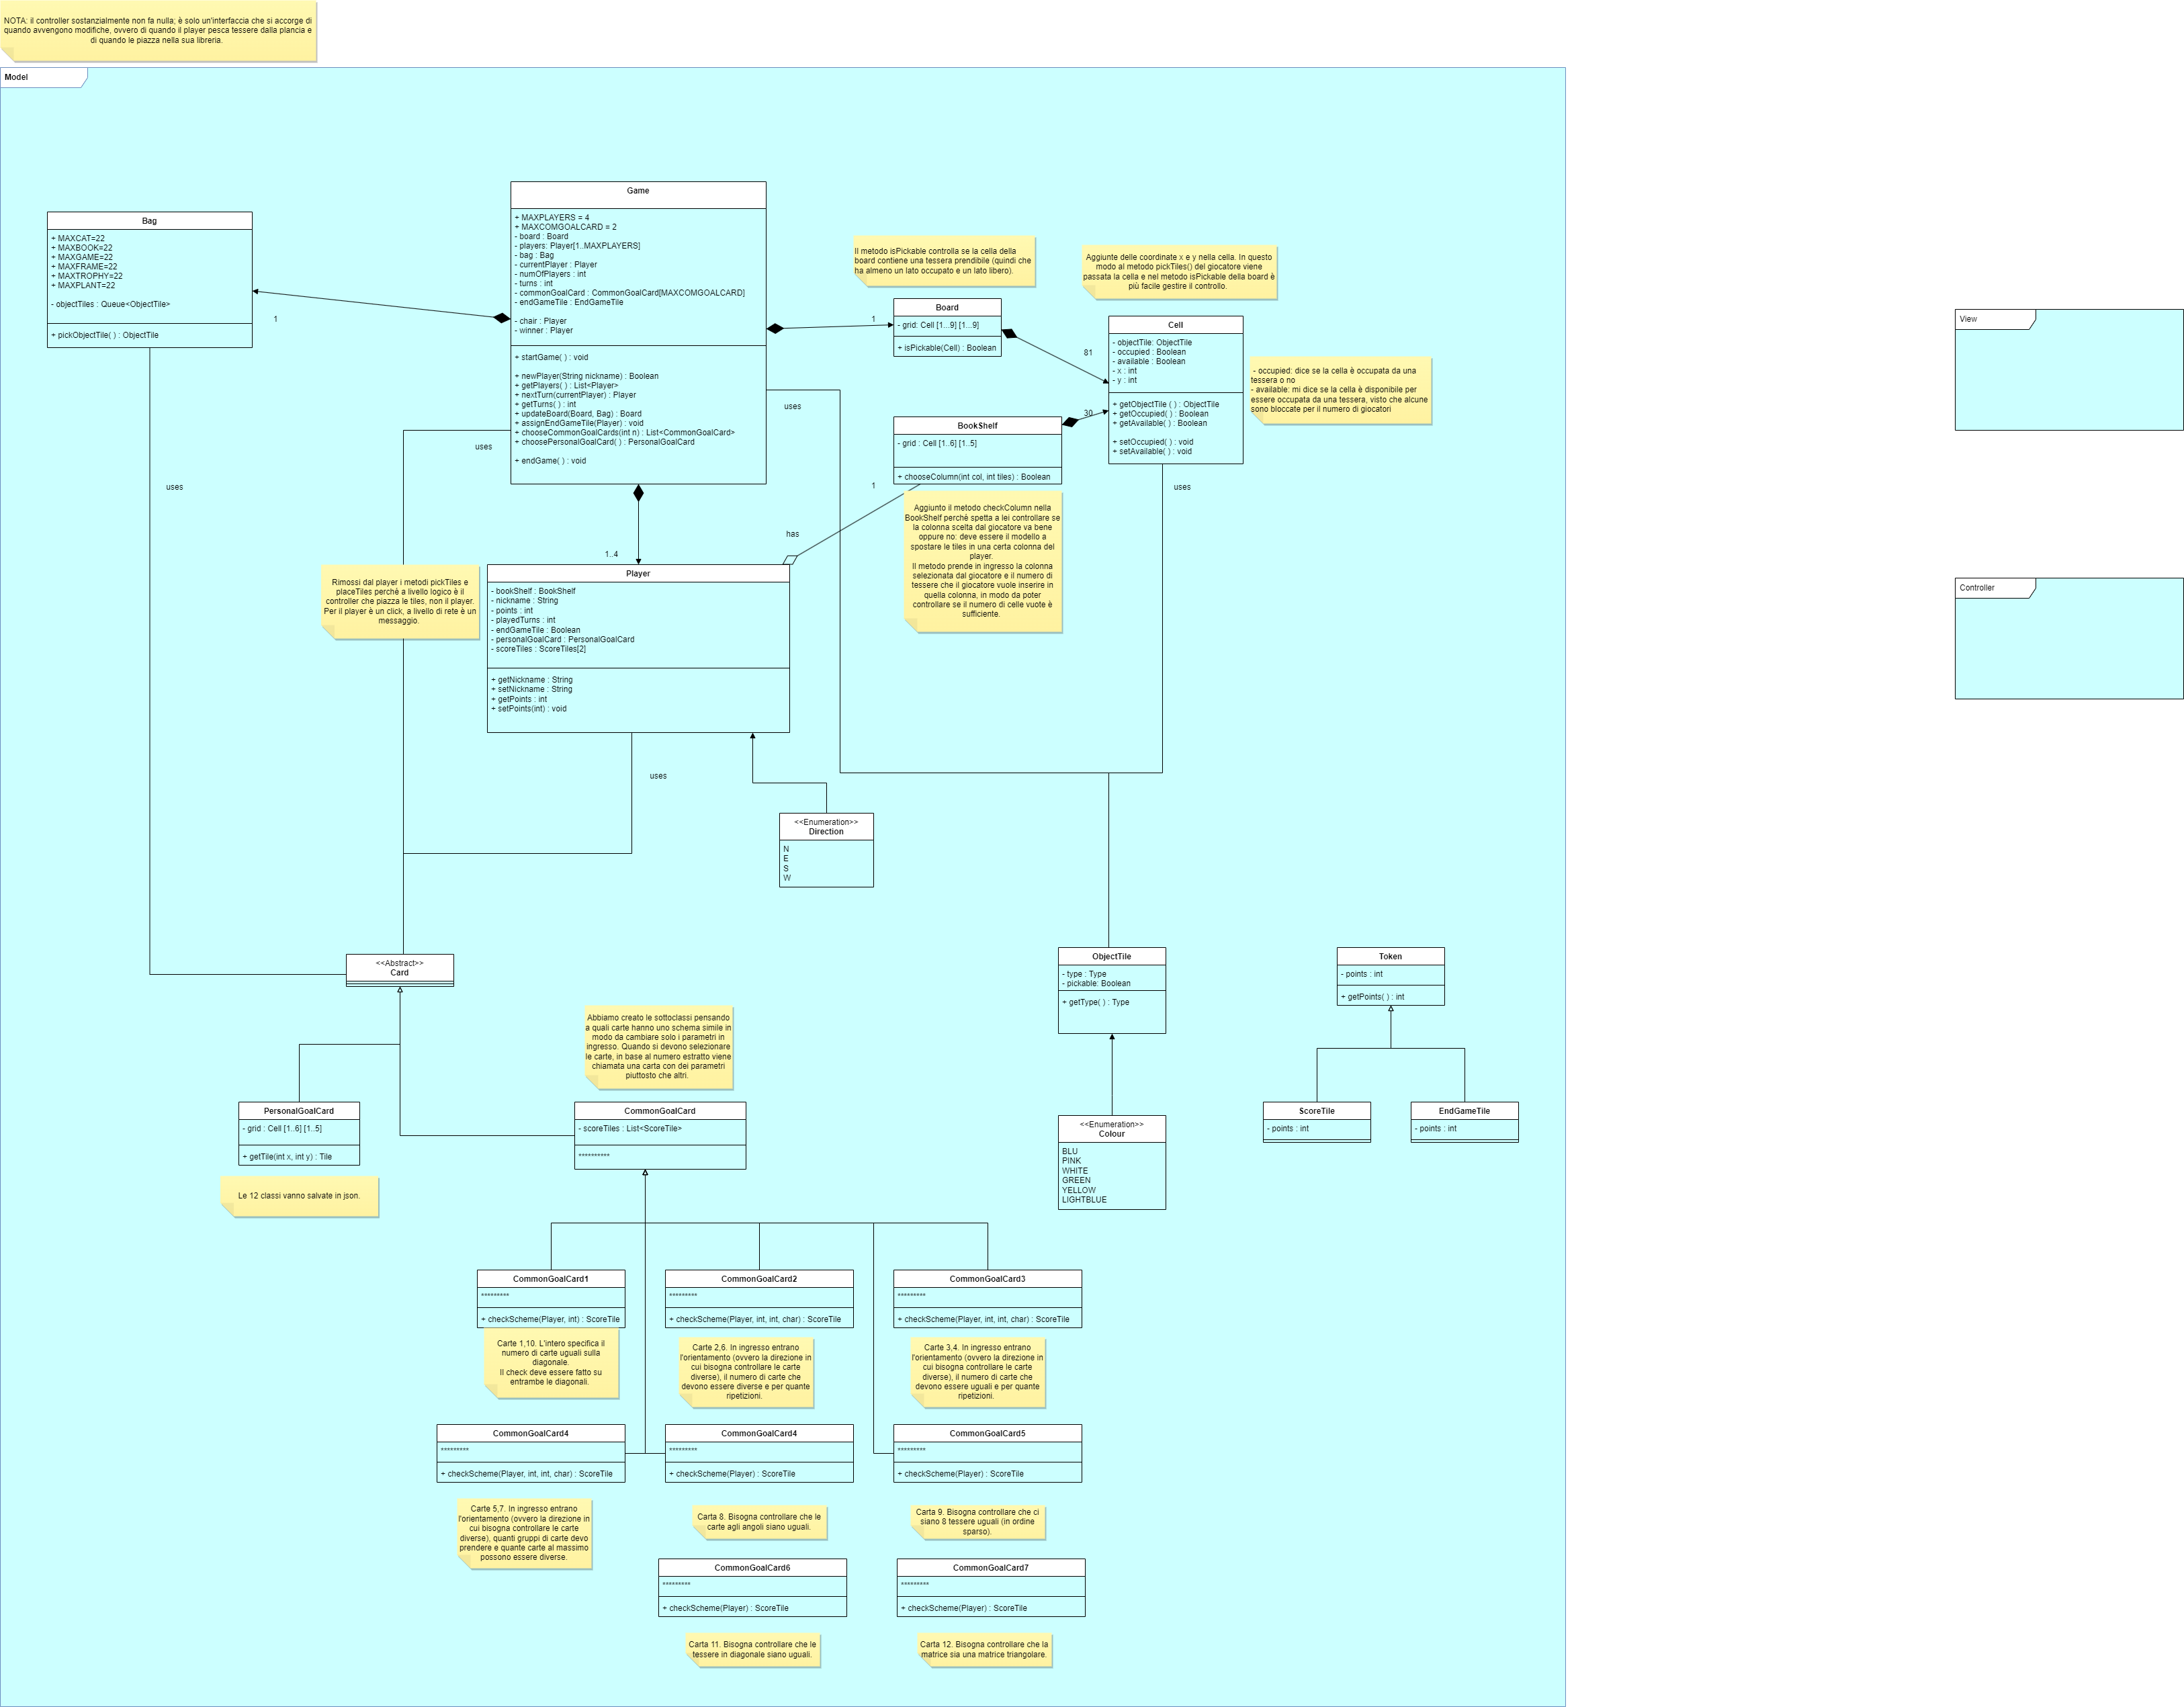 NOTA: il controller sostanzialmente non fa nulla; è solo un'interfaccia che si accorge di
quando avvengono modifiche, ovvero di quando il player pesca tessere dalla plancia e
di quando le piazza nella sua libreria.
Model
Bag
+ MAXCAT=22
+ MAXBOOK=22
+ MAXGAME=22
+ MAXFRAME=22
+ MAXTROPHY=22
+ MAXPLANT=22
- objectTiles : Queue<ObjectTile>
+ pickObjectTile( ) : ObjectTile
1
uses
Game
+ MAXPLAYERS = 4
+ MAXCOMGOALCARD = 2
- board : Board
- players: Player[1..MAXPLAYERS]
- bag : Bag
- currentPlayer : Player
- numOfPlayers : int
- turns : int
- commonGoalCard : CommonGoalCard[MAXCOMGOALCARD]
- endGameTile : EndGameTile
- chair : Player
- winner : Player
+ startGame( ) : void
+ newPlayer(String nickname) : Boolean
+ getPlayers( ) : List<Player>
+ nextTurn(currentPlayer) : Player
+ getTurns( ) : int
+ updateBoard(Board, Bag) : Board
+ assignEndGameTile(Player) : void
+ chooseCommonGoalCards(int n) : List<CommonGoalCard>
+ choosePersonalGoalCard( ) : PersonalGoalCard
+ endGame( ) : void
uses
uses
1
Il metodo isPickable controlla se la cella della
board contiene una tessera prendibile (quindi che
ha almeno un lato occupato e un lato libero).
Board
- grid: Cell [1...9] [1...9]
+ isPickable(Cell) : Boolean
Aggiunte delle coordinate x e y nella cella. In questo
modo al metodo pickTiles() del giocatore viene
passata la cella e nel metodo isPickable della board è
più facile gestire il controllo.
81
Cell
- objectTile: ObjectTile
- occupied : Boolean
- available : Boolean
- x : int
- y : int
+ getObjectTile ( ) : ObjectTile
+ getOccupied( ) : Boolean
+ getAvailable( ) : Boolean
+ setOccupied( ) : void
+ setAvailable( ) : void
- occupied: dice se la cella è occupata da una
tessera o no
- available: mi dice se la cella è disponibile per
essere occupata da una tessera, visto che alcune
sono bloccate per il numero di giocatori
30
BookShelf
- grid : Cell [1..6] [1..5]
+ chooseColumn(int col, int tiles) : Boolean
1
has
uses
Aggiunto il metodo checkColumn nella
BookShelf perchè spetta a lei controllare se
la colonna scelta dal giocatore va bene
oppure no: deve essere il modello a
spostare le tiles in una certa colonna del
player.
Il metodo prende in ingresso la colonna
selezionata dal giocatore e il numero di
tessere che il giocatore vuole inserire in
quella colonna, in modo da poter
controllare se il numero di celle vuote è
sufficiente.
View
Controller
1..4
Rimossi dal player i metodi pickTiles e
placeTiles perchè a livello logico è il
controller che piazza le tiles, non il player.
Per il player è un click, a livello di rete è un
messaggio.
Player
- bookShelf : BookShelf
- nickname : String
- points : int
- playedTurns : int
- endGameTile : Boolean
- personalGoalCard : PersonalGoalCard
- scoreTiles : ScoreTiles[2]
+ getNickname : String
+ setNickname : String
+ getPoints : int
+ setPoints(int) : void
uses
<<Enumeration>>
Direction
N
E
S
W
<<Abstract>>
Card
ObjectTile
- type : Type
- pickable: Boolean
+ getType( ) : Type
Token
- points : int
+ getPoints( ) : int
Abbiamo creato le sottoclassi pensando
a quali carte hanno uno schema simile in
modo da cambiare solo i parametri in
ingresso. Quando si devono selezionare
le carte, in base al numero estratto viene
chiamata una carta con dei parametri
piuttosto che altri.
PersonalGoalCard
- grid : Cell [1..6] [1..5]
+ getTile(int x, int y) : Tile
Le 12 classi vanno salvate in json.
CommonGoalCard
- scoreTiles : List<ScoreTile>
**********
<<Enumeration>>
Colour
BLU
PINK
WHITE
GREEN
YELLOW
LIGHTBLUE
ScoreTile
- points : int
EndGameTile
- points : int
CommonGoalCard1
*********
+ checkScheme(Player, int) : ScoreTile
Carte 1,10. L'intero specifica il
numero di carte uguali sulla
diagonale.
Il check deve essere fatto su
entrambe le diagonali.
CommonGoalCard2
*********
+ checkScheme(Player, int, int, char) : ScoreTile
Carte 2,6. In ingresso entrano
l'orientamento (ovvero la direzione in
cui bisogna controllare le carte
diverse), il numero di carte che
devono essere diverse e per quante
ripetizioni.
CommonGoalCard3
*********
+ checkScheme(Player, int, int, char) : ScoreTile
Carte 3,4. In ingresso entrano
l'orientamento (ovvero la direzione in
cui bisogna controllare le carte
diverse), il numero di carte che
devono essere uguali e per quante
ripetizioni.
CommonGoalCard4
*********
+ checkScheme(Player, int, int, char) : ScoreTile
Carte 5,7. In ingresso entrano
l'orientamento (ovvero la direzione in
cui bisogna controllare le carte
diverse), quanti gruppi di carte devo
prendere e quante carte al massimo
possono essere diverse.
CommonGoalCard4
*********
+ checkScheme(Player) : ScoreTile
Carta 8. Bisogna controllare che le
carte agli angoli siano uguali.
CommonGoalCard5
*********
+ checkScheme(Player) : ScoreTile
Carta 9. Bisogna controllare che ci
siano 8 tessere uguali (in ordine
sparso).
CommonGoalCard6
*********
+ checkScheme(Player) : ScoreTile
Carta 11. Bisogna controllare che le
tessere in diagonale siano uguali.
CommonGoalCard7
*********
+ checkScheme(Player) : ScoreTile
Carta 12. Bisogna controllare che la
matrice sia una matrice triangolare.